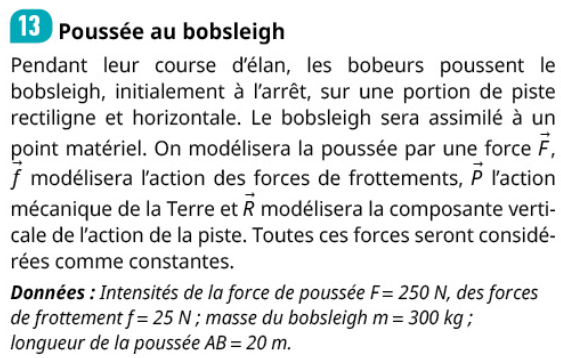 13 Poussée au bobsleigh
Pendant leur course d'élan, les bobeurs poussent le
bobsleigh, initialement à l'arrêt, sur une portion de piste
rectiligne et horizontale. Le bobsleigh sera assimilé à un
point matériel. On modélisera la poussée par une force F⃗,
f⃗ modélisera l'action des forces de frottements, P⃗ l'action
mécanique de la Terre et R⃗ modélisera la composante verti-
cale de l'action de la piste. Toutes ces forces seront considé-
rées comme constantes.
Données : Intensités de la force de poussée F = 250 N, des forces
de frottement f = 25 N ; masse du bobsleigh m = 300 kg ;
longueur de la poussée AB = 20 m.